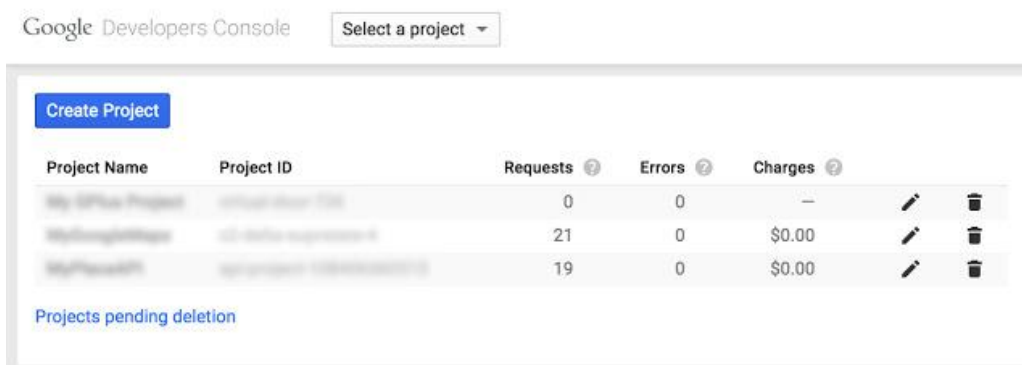 Google Developers Console Select a project
Create Project
Project Name Project ID Requests Errors Charges
0 0 —
21 0 $0.00
19 0 $0.00
Projects pending deletion